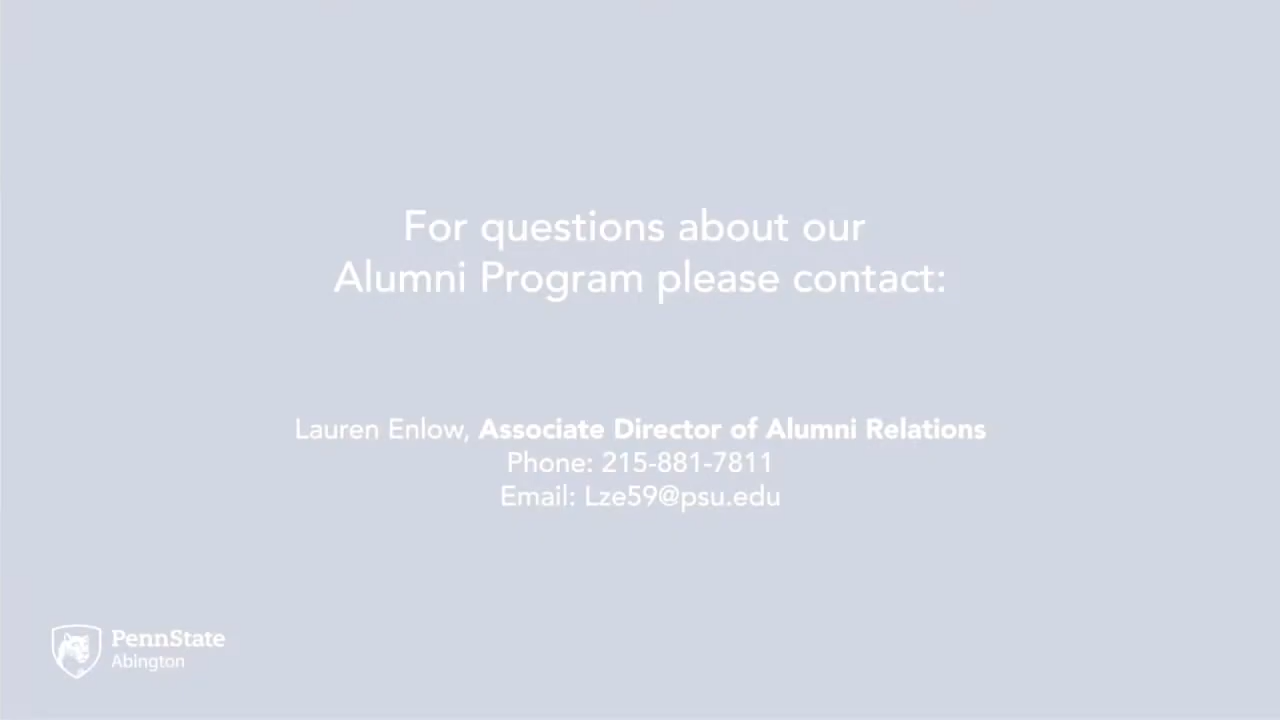 For questions about our
Alumni Program please contact:
Lauren Enlow, Associate Director of Alumni Relations
Phone: 215-881-7811
Email: Lze59@psu.edu
PennState
Abington